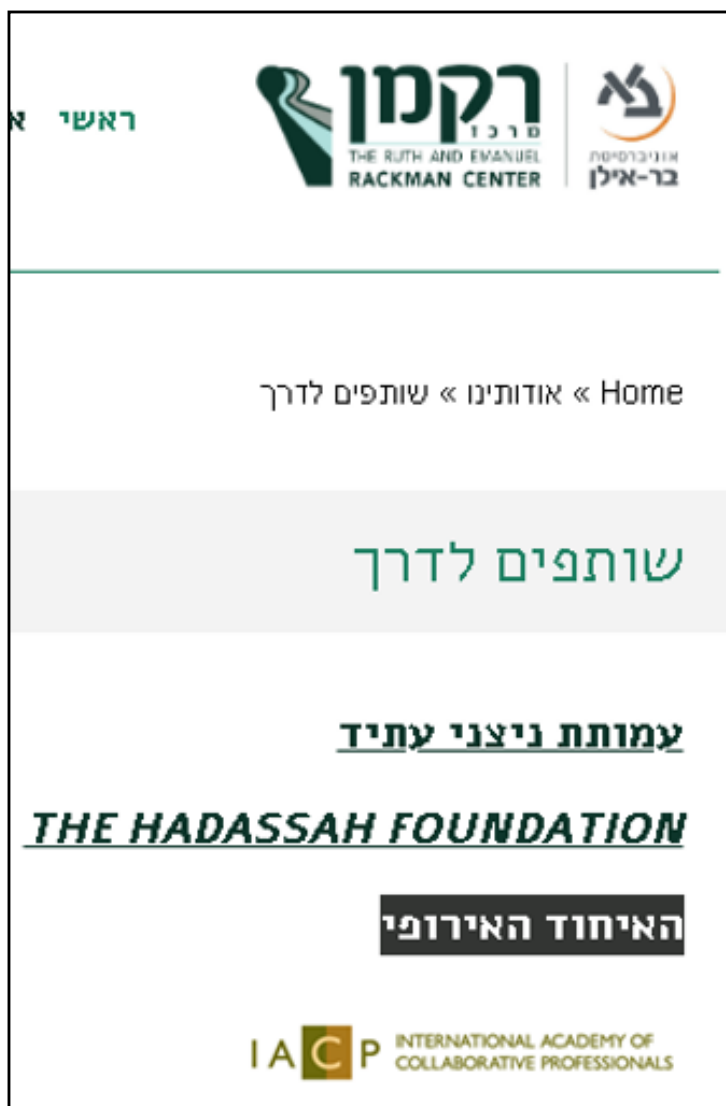 רקמן
מרכז
THE RUTH AND EMANUEL
RACKMAN CENTER
בא
אוניברסיטת
בר-אילן
ראשי א
Home » אודותינו » שותפים לדרך
שותפים לדרך
עמותת ניצני עתיד
THE HADASSAH FOUNDATION
האיחוד האירופי
IACP INTERNATIONAL ACADEMY OF
COLLABORATIVE PROFESSIONALS